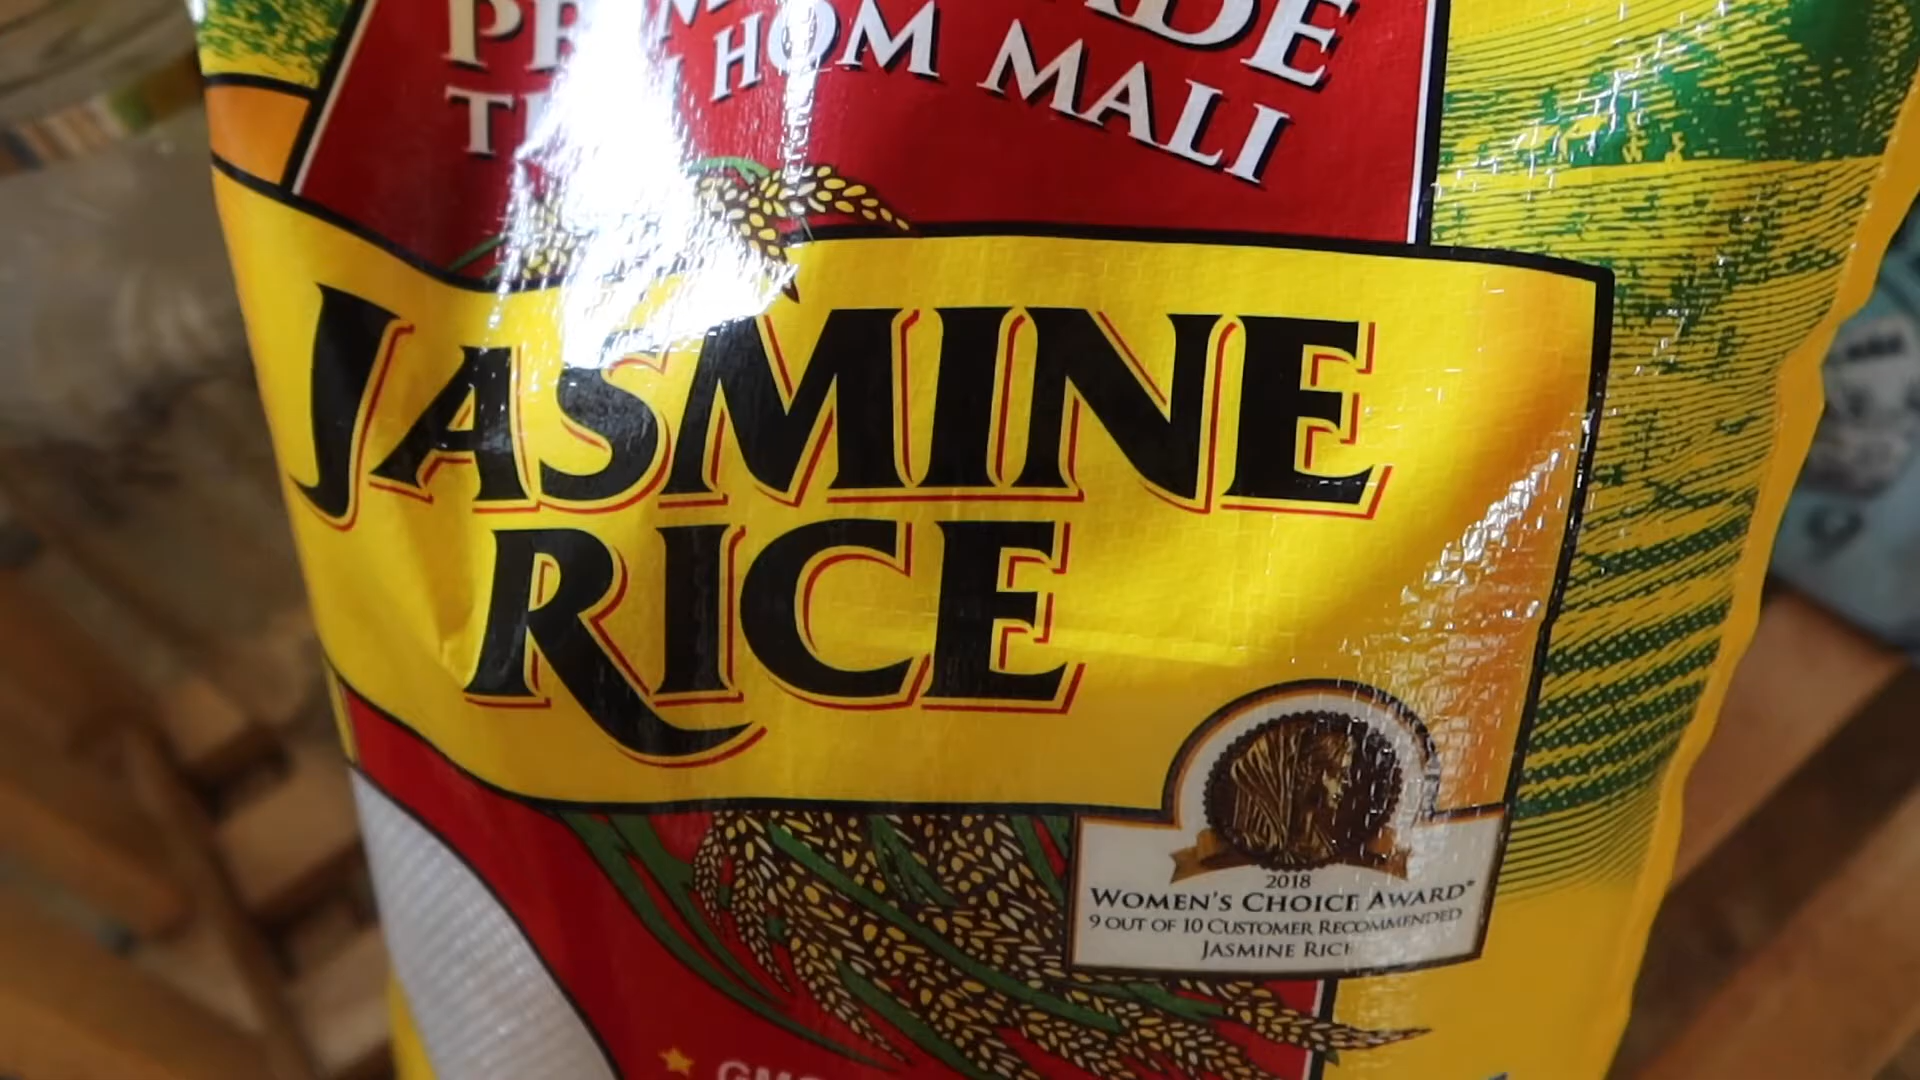 HOM MALI
JASMINE
RICE
2018
WOMEN'S CHOICE AWARD
9 OUT OF 10 CUSTOMER RECOMMENDED
JASMINE RICE